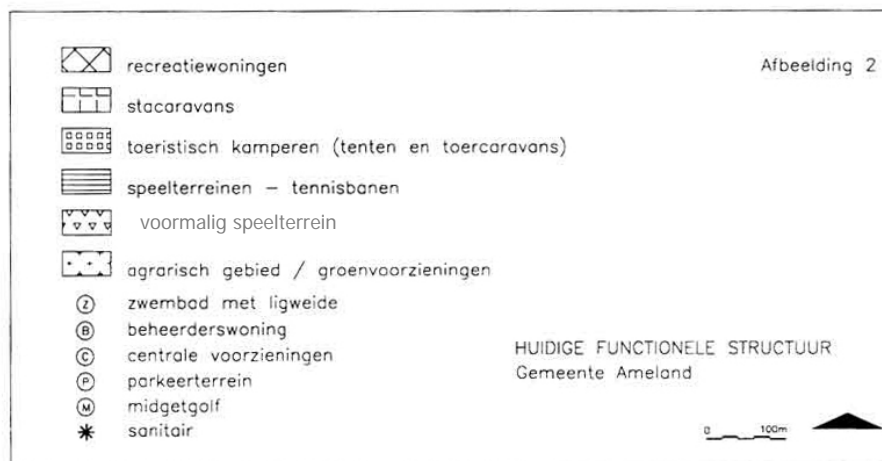 recreatiewoningen
Afbeelding 2
stacaravans
toeristisch kamperen (tenten en toercaravans)
speelterreinen – tennisbanen
voormalig speelterrein
agrarisch gebied / groenvoorzieningen
Z zwembad met ligweide
B beheerderswoning
C centrale voorzieningen
P parkeerterrein
M midgetgolf
sanitair
HUIDIGE FUNCTIONELE STRUCTUUR
Gemeente Ameland
0 100m